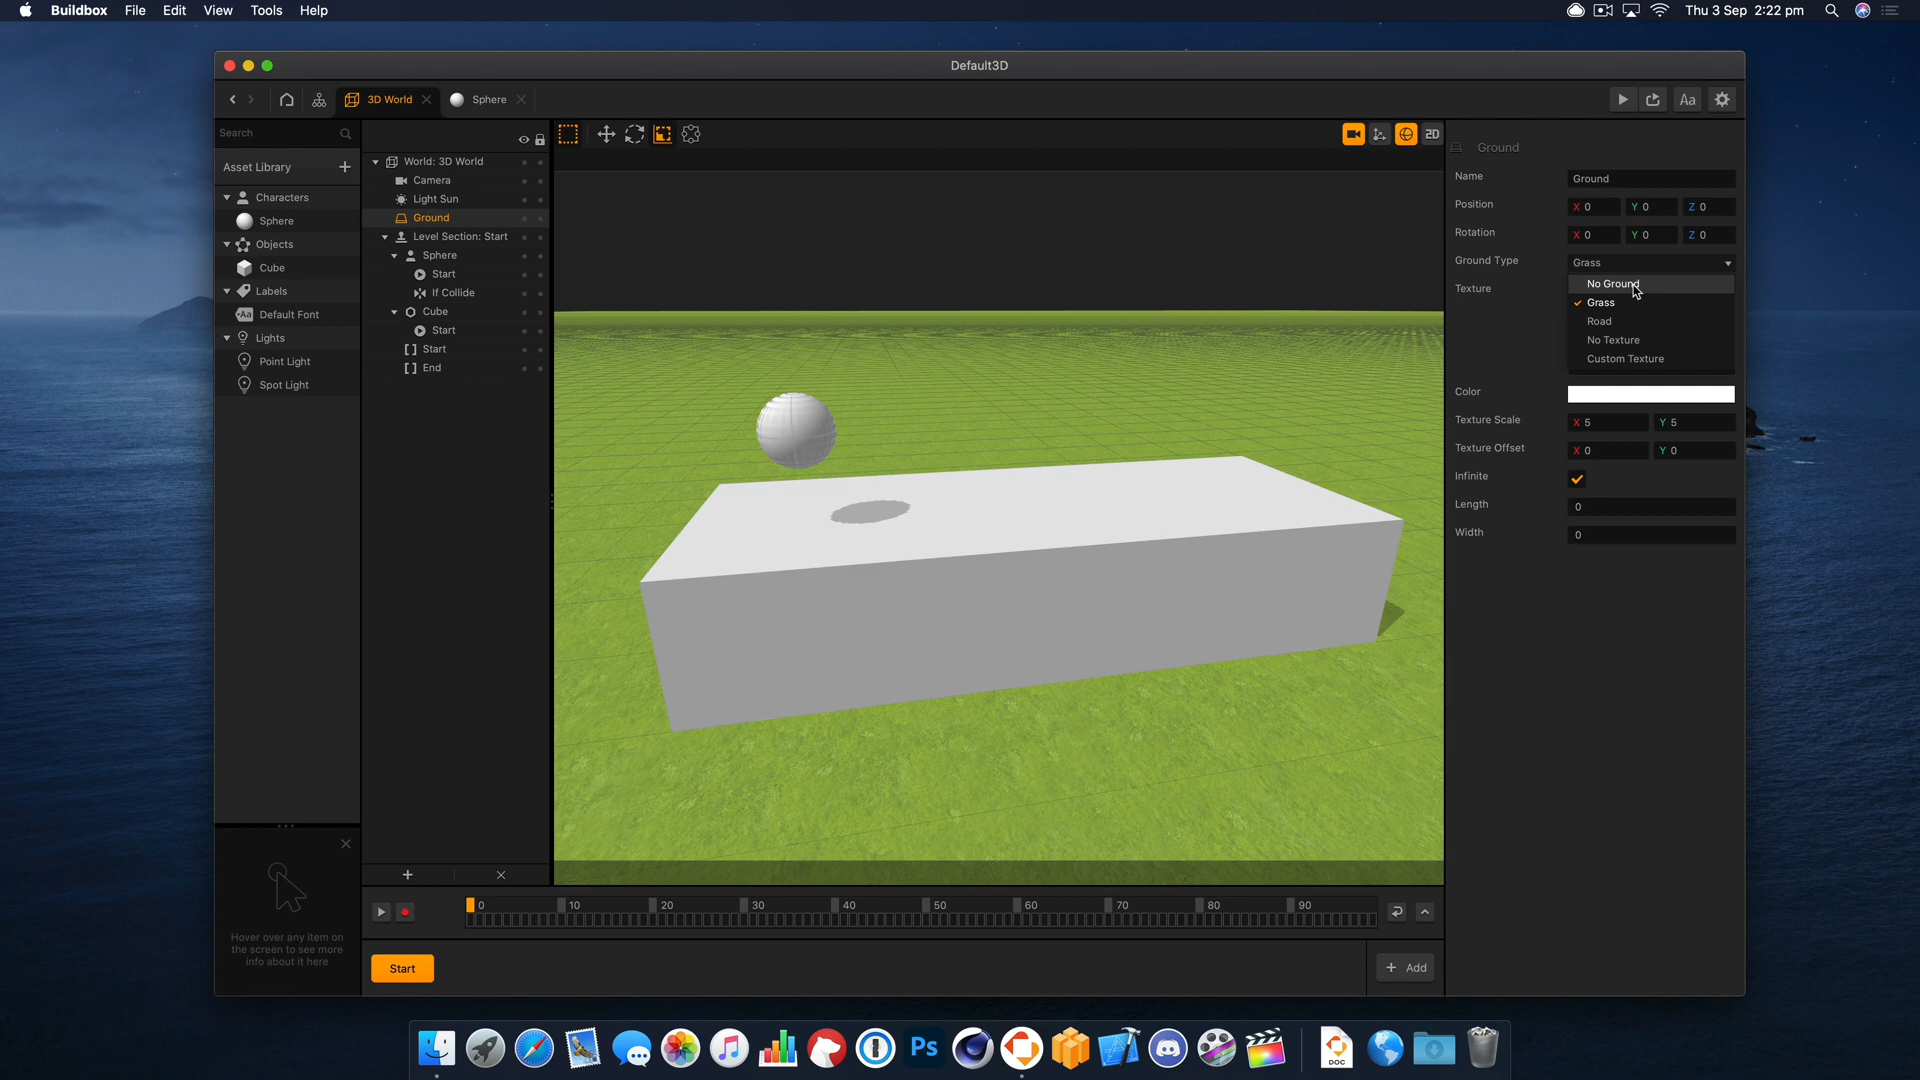 Buildbox File Edit View Tools Help Thu 3 Sep 2:22 pm
Default3D
3D World Sphere Aa
Search 2D
Asset Library
Characters
Sphere
Objects
Cube
Labels
Aa Default Font
Lights
Point Light
Spot Light
World: 3D World
Camera
Light Sun
Ground
Level Section: Start
Sphere
Start
If Collide
Cube
Start
[ ] Start
[ ] End
Ground
Name Ground
Position X 0 Y 0 Z 0
Rotation X 0 Y 0 Z 0
Ground Type Grass
Texture
No Ground
Grass
Road
No Texture
Custom Texture
Color
Texture Scale X 5 Y 5
Texture Offset X 0 Y 0
Infinite
Length 0
Width 0
Hover over any item on
the screen to see more
info about it here
0 10 20 30 40 50 60 70 80 90
Start + Add
Ps DOC